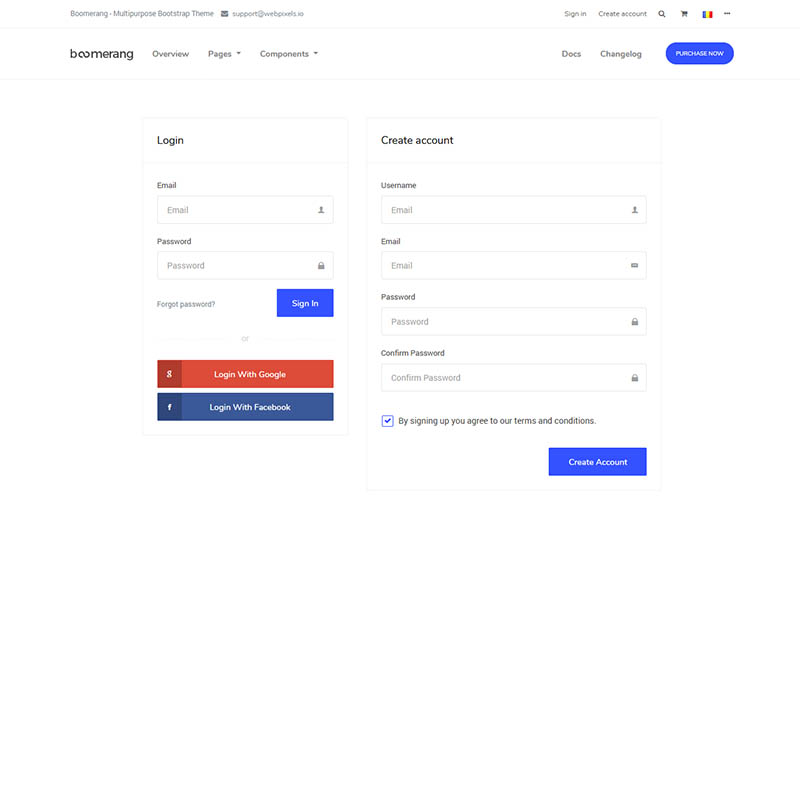 Boomerang - Multipurpose Bootstrap Theme support@webpixels.io Sign in Create account
boomerang Overview Pages Components Docs Changelog PURCHASE NOW
Login
Email
Email
Password
Password
Forgot password? Sign In
or
g Login With Google
f Login With Facebook
Create account
Username
Email
Email
Email
Password
Password
Confirm Password
Confirm Password
By signing up you agree to our terms and conditions.
Create Account